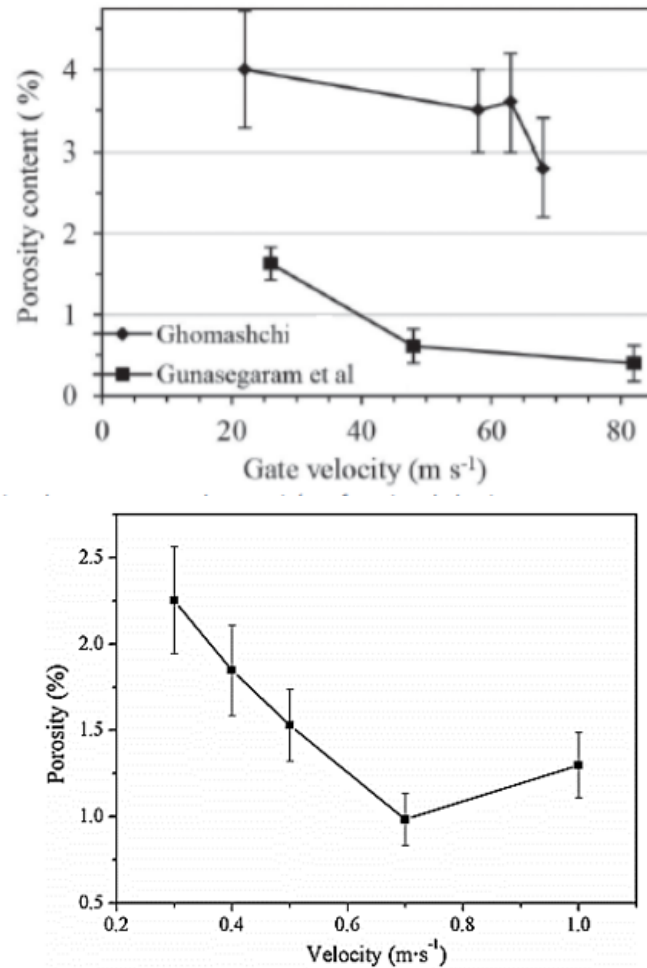 Porosity content ( %)
4
3
2
1
0
Ghomashchi
Gunasegaram et al
0 20 40 60 80
Gate velocity (m s-1)
Porosity (%)
2.5
2.0
1.5
1.0
0.5
0.2 0.4 0.6 0.8 1.0
Velocity (m·s-1)